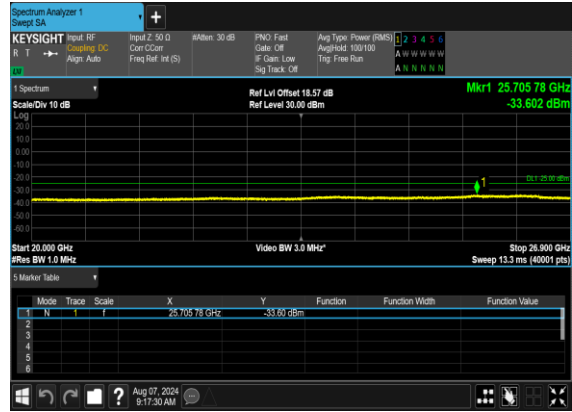 Spectrum Analyzer 1
Swept SA
+
KEYSIGHT Input: RF Input Z: 50 Ω #Atten: 30 dB PNO: Fast Avg Type: Power (RMS) 1 2 3 4 5 6
R T Coupling: DC Corr CCorr Gate: Off Avg|Hold: 100/100 A W W W W W
Align: Auto Freq Ref: Int (S) IF Gain: Low Trig: Free Run
Sig Track: Off A N N N N N
1 Spectrum Ref Lvl Offset 18.57 dB Mkr1 25.705 78 GHz
Scale/Div 10 dB Ref Level 30.00 dBm -33.602 dBm
Log
20.0
10.0
0.00
-10.0
-20.0
1 DL1 -25.00 dBm
-30.0
-40.0
-50.0
-60.0
Start 20.000 GHz Video BW 3.0 MHz* Stop 26.900 GHz
#Res BW 1.0 MHz Sweep 13.3 ms (40001 pts)
5 Marker Table
Mode Trace Scale X Y Function Function Width Function Value
1 N 1 f 25.705 78 GHz -33.60 dBm
2
3
4
5
6
? Aug 07, 2024
9:17:30 AM